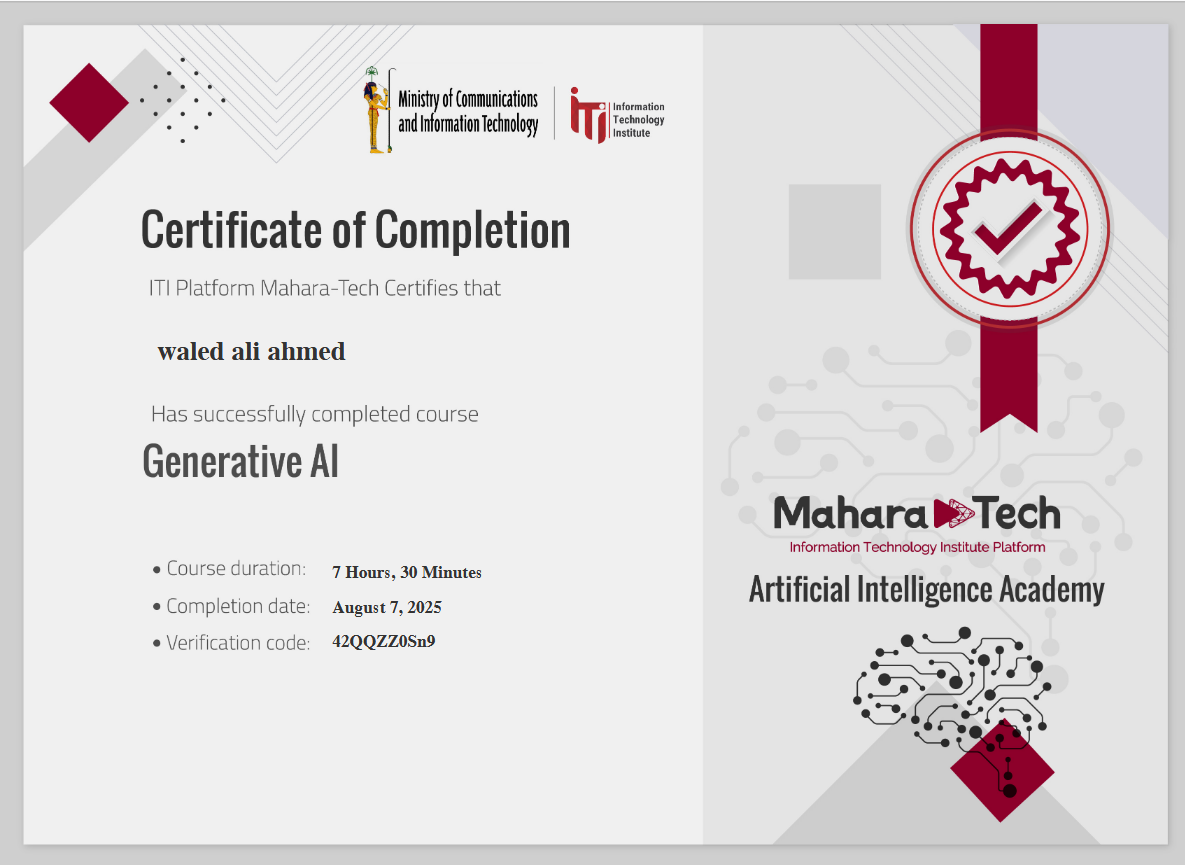 Ministry of Communications
and Information Technology
iTi
Information
Technology
Institute
Certificate of Completion
ITI Platform Mahara-Tech Certifies that
waled ali ahmed
Has successfully completed course
Generative AI
• Course duration: 7 Hours, 30 Minutes
• Completion date: August 7, 2025
• Verification code: 42QQZZ0Sn9
Mahara Tech
Information Technology Institute Platform
Artificial Intelligence Academy